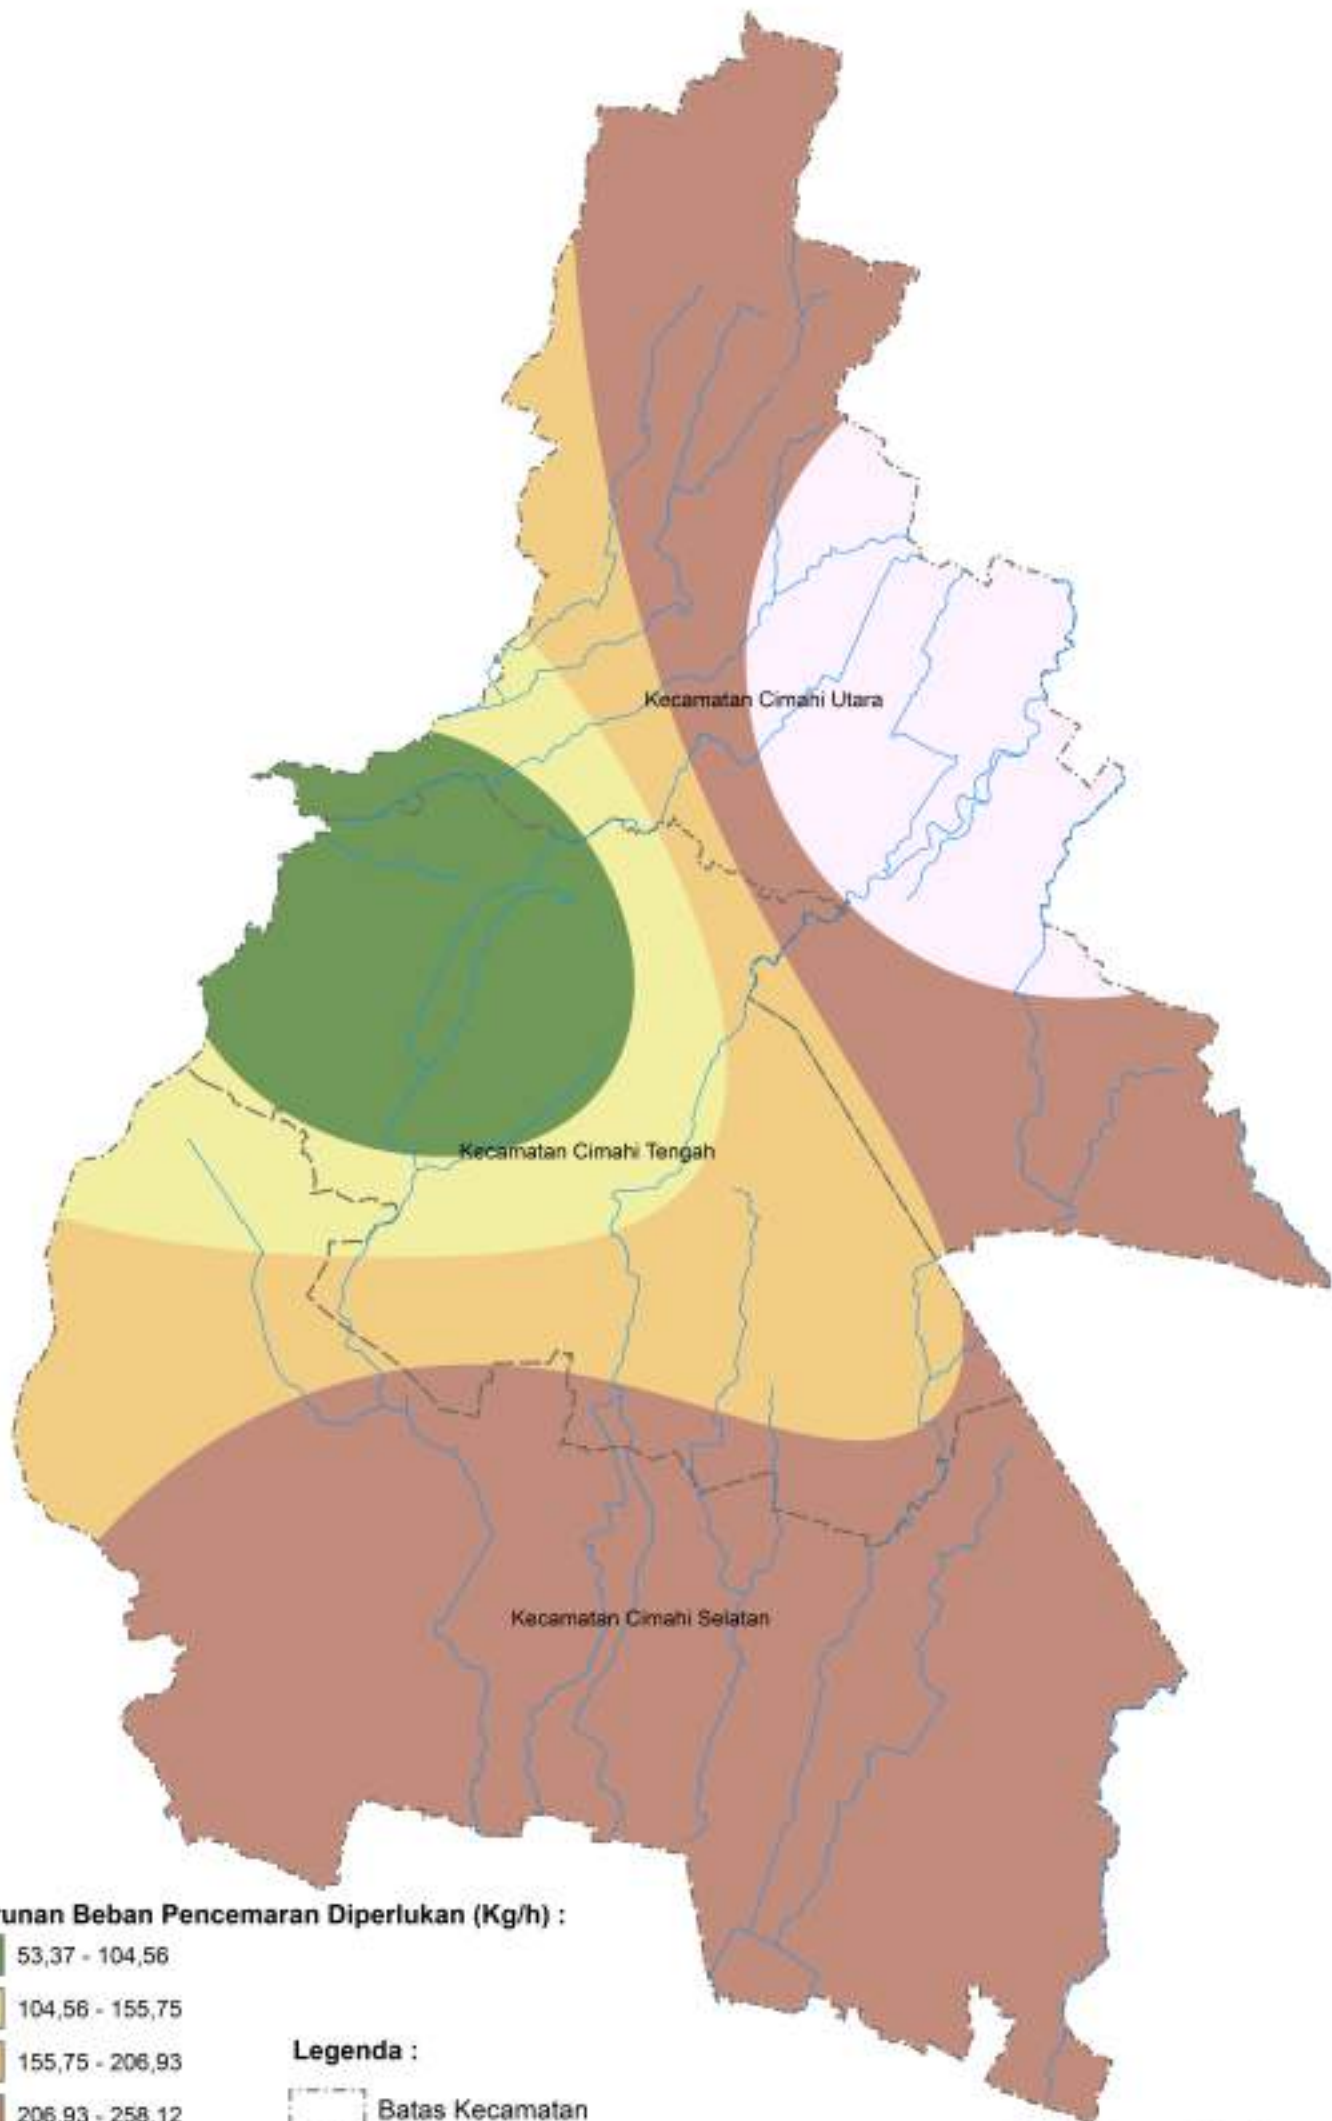 Kecamatan Cimahi Utara
Kecamatan Cimahi Tengah
Kecamatan Cimahi Selatan
Beban Pencemaran Diperlukan (Kg/h) :
53,37 - 104,56
104,56 - 155,75
155,75 - 206,93
206,93 - 258,12
Legenda :
Batas Kecamatan